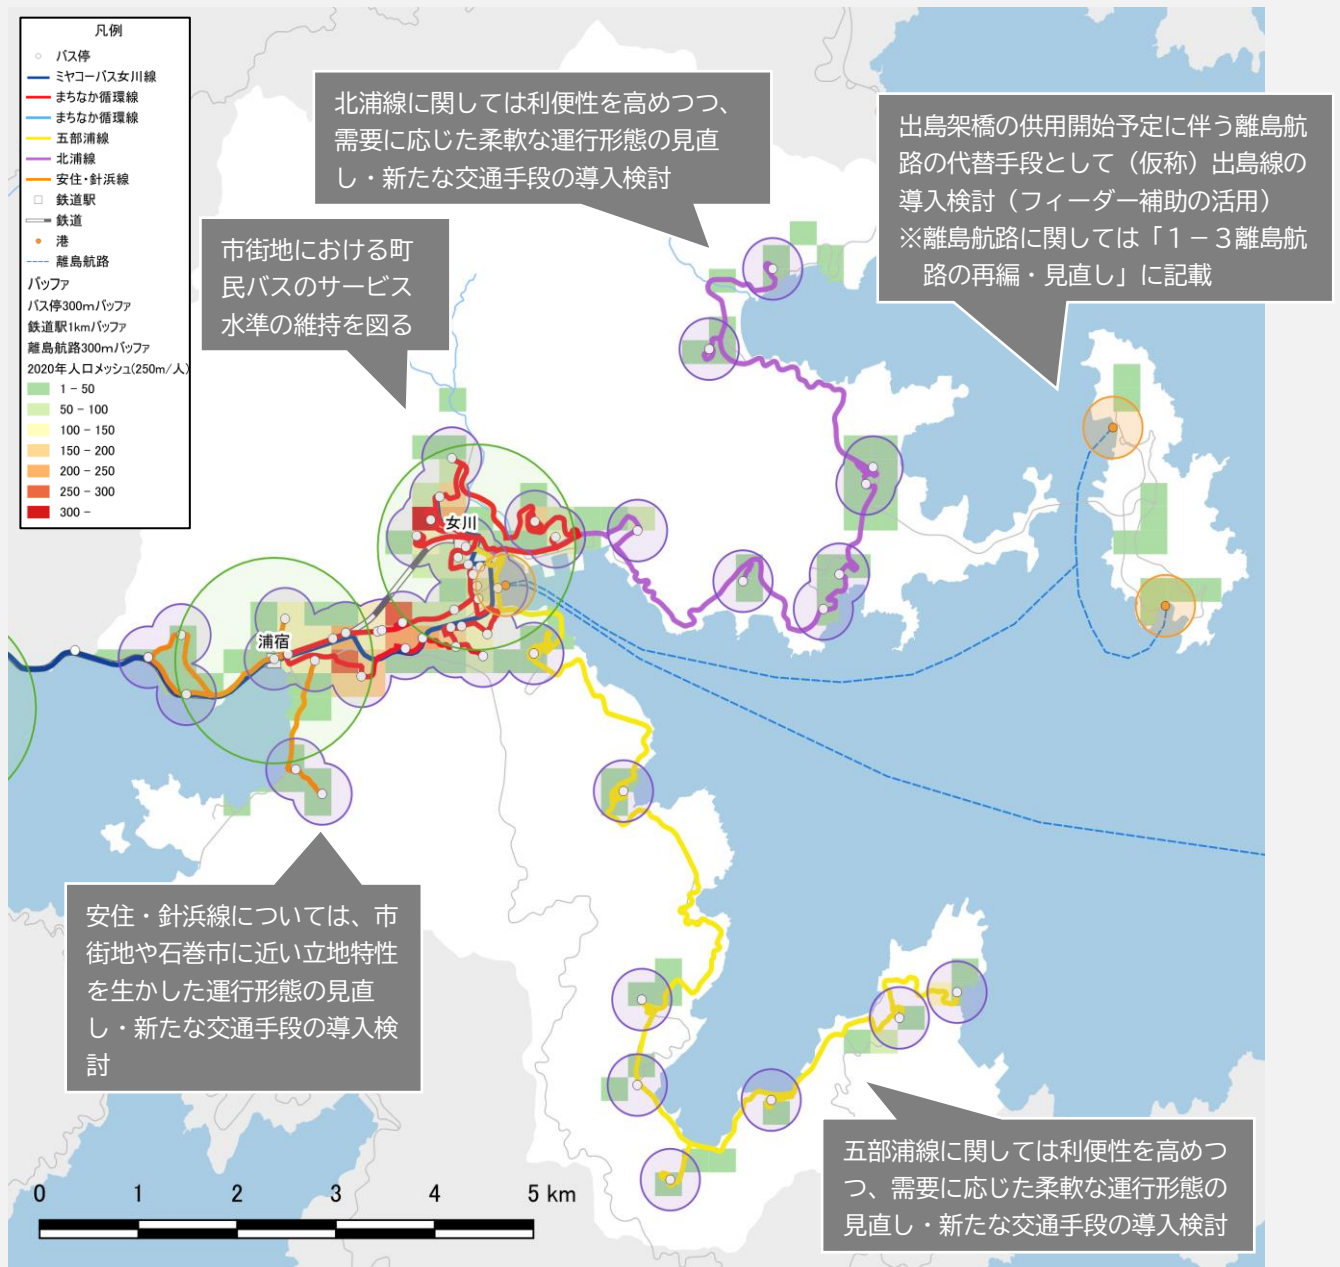 凡例
バス停
ミヤコーバス女川線
まちなか循環線
まちなか循環線
五部浦線
北浦線
安住・針浜線
鉄道駅
鉄道
港
離島航路
バッファ
バス停300mバッファ
鉄道駅1kmバッファ
離島航路300mバッファ
2020年人口メッシュ(250m/人)
1 - 50
50 - 100
100 - 150
150 - 200
200 - 250
250 - 300
300 -
北浦線に関しては利便性を高めつつ、
需要に応じた柔軟な運行形態の見直
し・新たな交通手段の導入検討
出島架橋の供用開始予定に伴う離島航
路の代替手段として（仮称）出島線の
導入検討（フィーダー補助の活用）
※離島航路に関しては「１－３離島航
路の再編・見直し」に記載
市街地における町
民バスのサービス
水準の維持を図る
女川
浦宿
安住・針浜線については、市
街地や石巻市に近い立地特性
を生かした運行形態の見直
し・新たな交通手段の導入検
討
五部浦線に関しては利便性を高めつ
つ、需要に応じた柔軟な運行形態の
見直し・新たな交通手段の導入検討
0 1 2 3 4 5 km